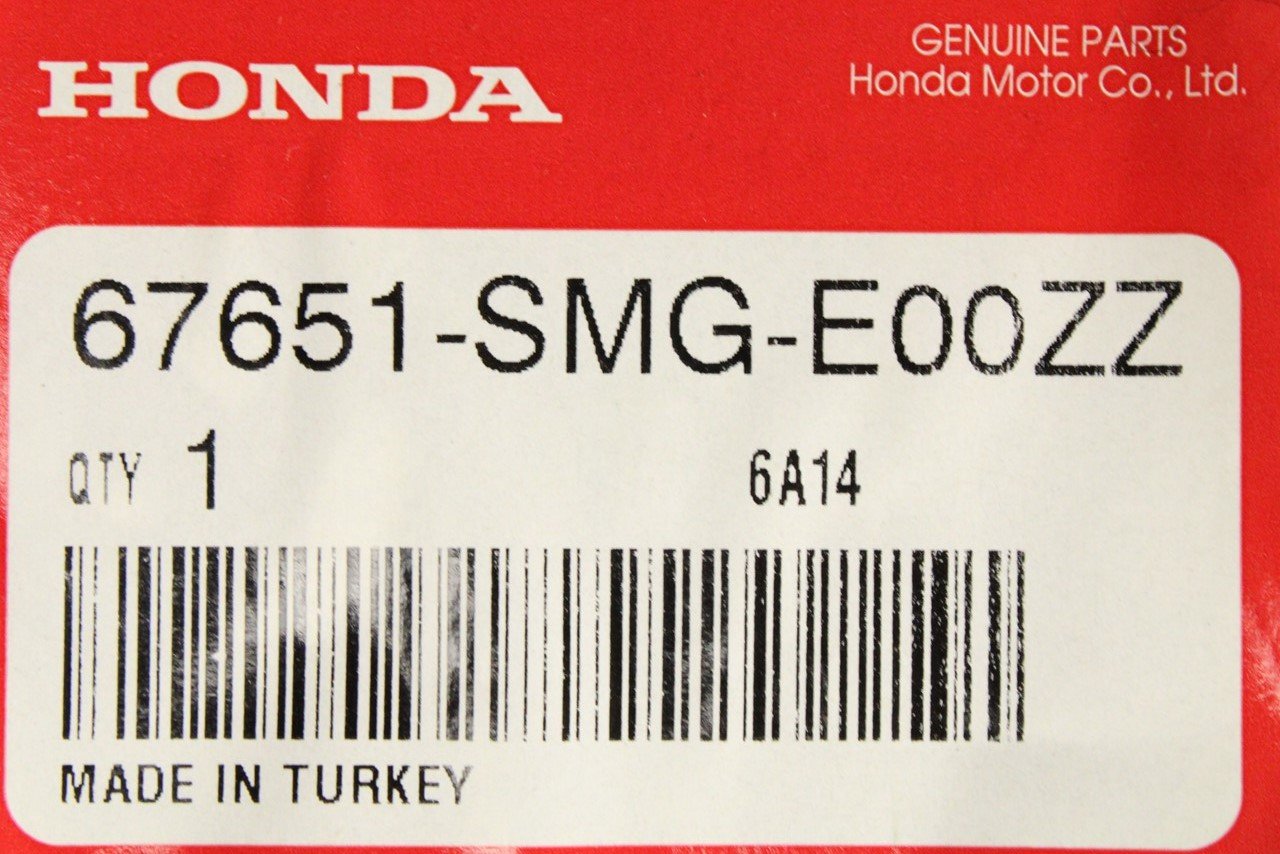 HONDA
GENUINE PARTS
Honda Motor Co., Ltd.
67651-SMG-E00ZZ
QTY 1 6A14
MADE IN TURKEY